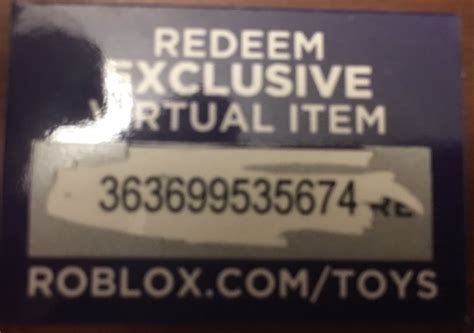 REDEEM
EXCLUSIVE
VIRTUAL ITEM
363699535674
ROBLOX.COM/TOYS